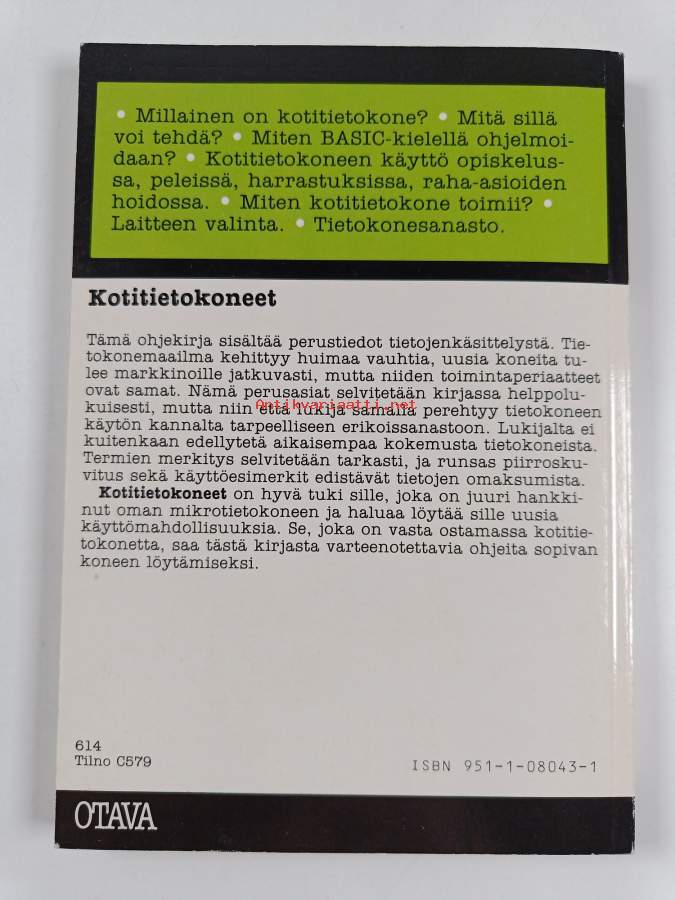 • Millainen on kotitietokone? • Mitä sillä
voi tehdä? • Miten BASIC-kielellä ohjelmoi-
daan? • Kotitietokoneen käyttö opiskelus-
sa, peleissä, harrastuksissa, raha-asioiden
hoidossa. • Miten kotitietokone toimii? •
Laitteen valinta. • Tietokonesanasto.
Kotitietokoneet
Tämä ohjekirja sisältää perustiedot tietojenkäsittelystä. Tie-
tokonemaailma kehittyy huimaa vauhtia, uusia koneita tu-
lee markkinoille jatkuvasti, mutta niiden toimintaperiaatteet
ovat samat. Nämä perusasiat selvitetään kirjassa helppolu-
Antikvariaatti.net
kuisesti, mutta niin että lukija samalla perehtyy tietokoneen
käytön kannalta tarpeelliseen erikoissanastoon. Lukijalta ei
kuitenkaan edellytetä aikaisempaa kokemusta tietokoneista.
Termien merkitys selvitetään tarkasti, ja runsas piirrosku-
vitus sekä käyttöesimerkit edistävät tietojen omaksumista.
Kotitietokoneet on hyvä tuki sille, joka on juuri hankki-
nut oman mikrotietokoneen ja haluaa löytää sille uusia
käyttömahdollisuuksia. Se, joka on vasta ostamassa kotitie-
tokonetta, saa tästä kirjasta varteenotettavia ohjeita sopivan
koneen löytämiseksi.
614
Tilno C579
ISBN 951-1-08043-1
OTAVA